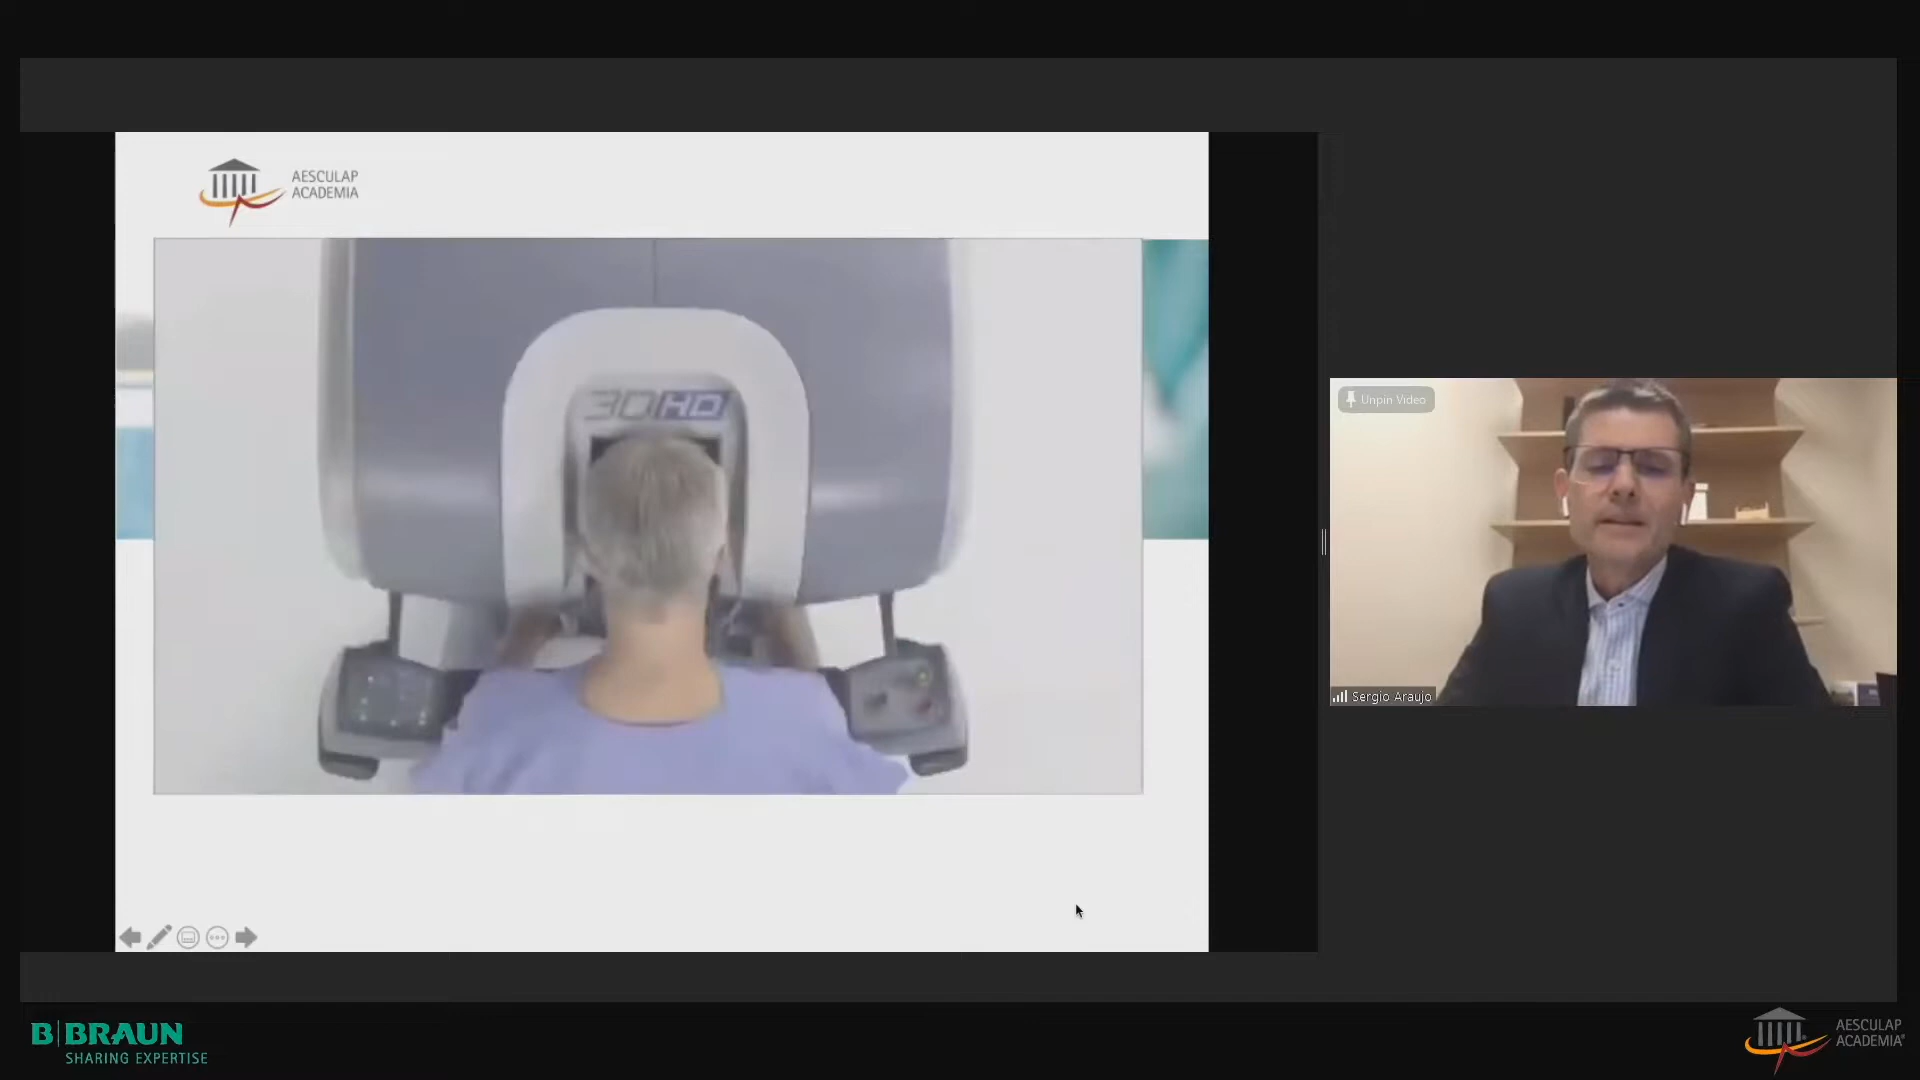 AESCULAP
ACADEMIA
3DHD
Unpin Video
Sergio Araujo
B|BRAUN
SHARING EXPERTISE
AESCULAP
ACADEMIA®